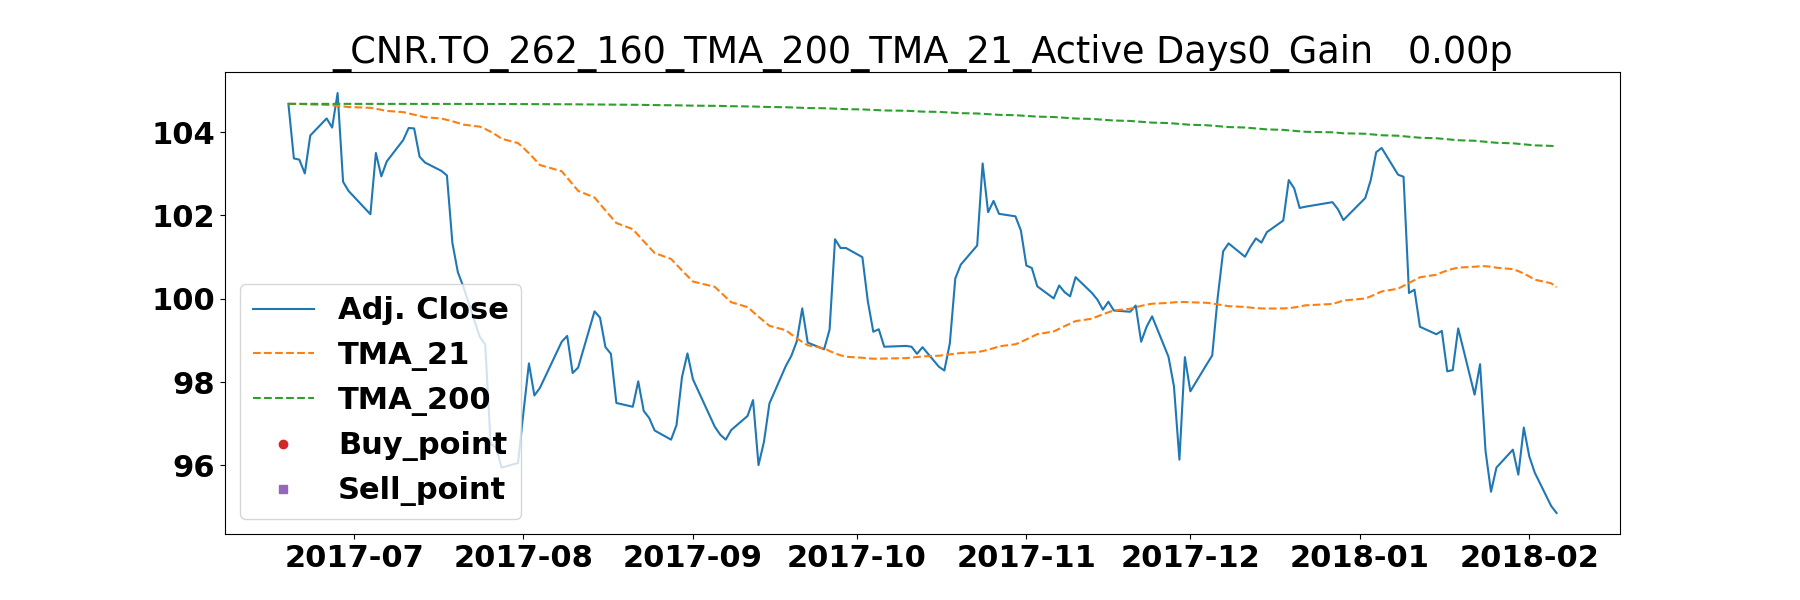 _CNR.TO_262_160_TMA_200_TMA_21_Active Days0_Gain   0.00p
104
102
100
98
96
Adj. Close
TMA_21
TMA_200
Buy_point
Sell_point
2017-07 2017-08 2017-09 2017-10 2017-11 2017-12 2018-01 2018-02